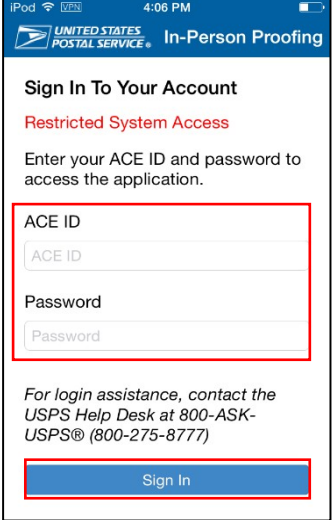 iPod VPN 4:06 PM
UNITED STATES
POSTAL SERVICE® In-Person Proofing
Sign In To Your Account
Restricted System Access
Enter your ACE ID and password to
access the application.
ACE ID
ACE ID
Password
Password
For login assistance, contact the
USPS Help Desk at 800-ASK-
USPS® (800-275-8777)
Sign In